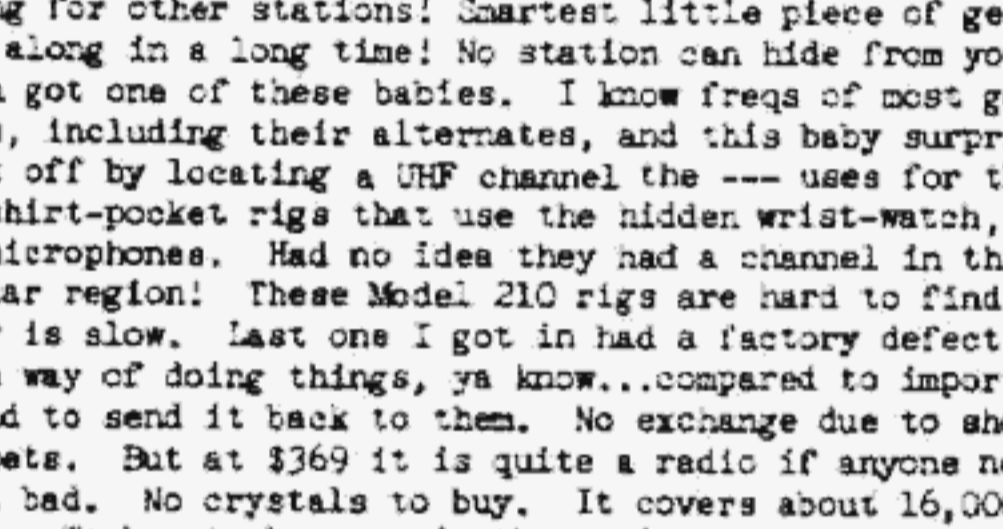 g for other stations! Smartest little piece of ge
along in a long time! No station can hide from yo
got one of these babies. I know freqs of most g
, including their alternates, and this baby surpr
off by locating a UHF channel the --- uses for t
hirt-pocket rigs that use the hidden wrist-watch,
icrophones. Had no idea they had a channel in th
ar region! These Model 210 rigs are hard to find
is slow. Last one I got in had a factory defect
way of doing things, ya know...compared to impor
d to send it back to them. No exchange due to sh
ets. But at $369 it is quite a radio if anyone n
bad. No crystals to buy. It covers about 16,00